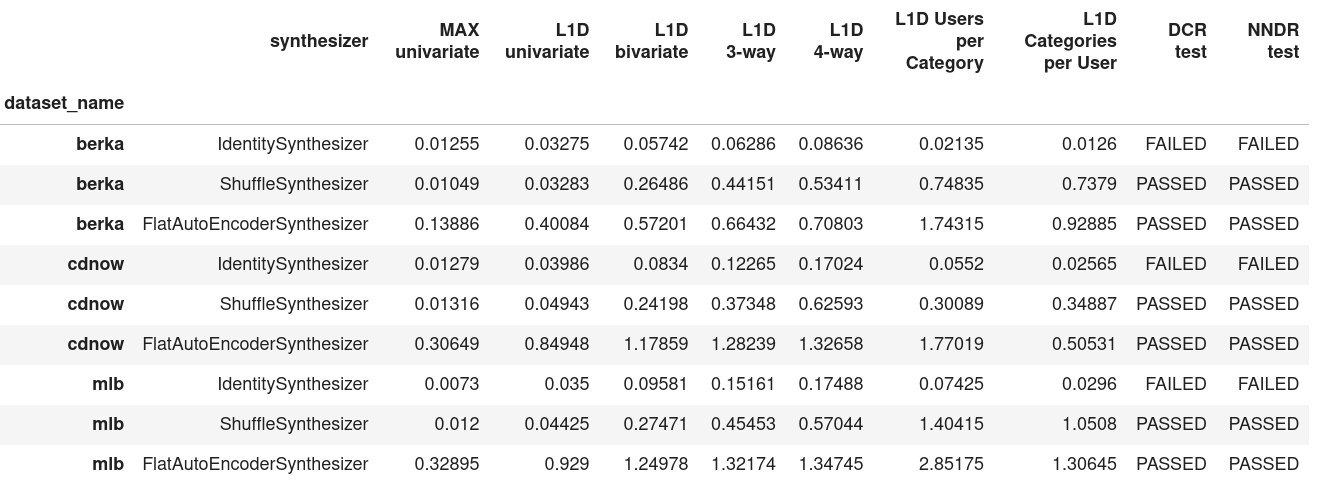 synthesizer MAX univariate L1D univariate L1D bivariate L1D 3-way L1D 4-way L1D Users per Category L1D Categories per User DCR test NNDR test
dataset_name
berka IdentitySynthesizer 0.01255 0.03275 0.05742 0.06286 0.08636 0.02135 0.0126 FAILED FAILED
berka ShuffleSynthesizer 0.01049 0.03283 0.26486 0.44151 0.53411 0.74835 0.7379 PASSED PASSED
berka FlatAutoEncoderSynthesizer 0.13886 0.40084 0.57201 0.66432 0.70803 1.74315 0.92885 PASSED PASSED
cdnow IdentitySynthesizer 0.01279 0.03986 0.0834 0.12265 0.17024 0.0552 0.02565 FAILED FAILED
cdnow ShuffleSynthesizer 0.01316 0.04943 0.24198 0.37348 0.62593 0.30089 0.34887 PASSED PASSED
cdnow FlatAutoEncoderSynthesizer 0.30649 0.84948 1.17859 1.28239 1.32658 1.77019 0.50531 PASSED PASSED
mlb IdentitySynthesizer 0.0073 0.035 0.09581 0.15161 0.17488 0.07425 0.0296 FAILED FAILED
mlb ShuffleSynthesizer 0.012 0.04425 0.27471 0.45453 0.57044 1.40415 1.0508 PASSED PASSED
mlb FlatAutoEncoderSynthesizer 0.32895 0.929 1.24978 1.32174 1.34745 2.85175 1.30645 PASSED PASSED